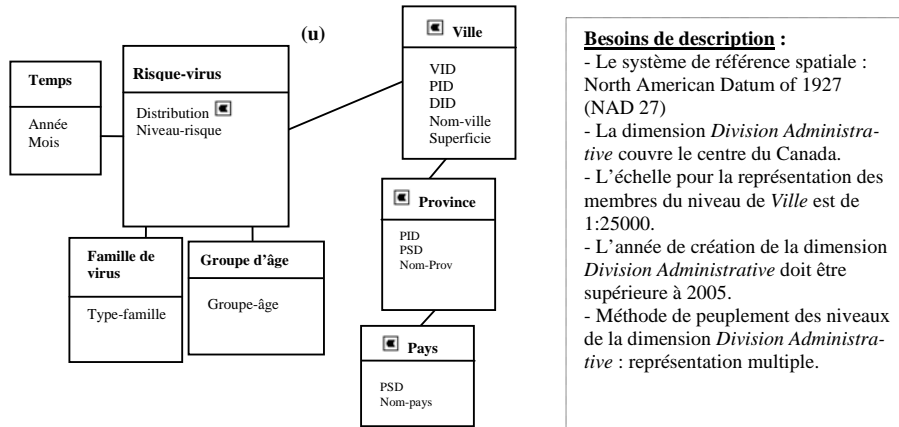 (u)
Temps
Année
Mois
Risque-virus
Distribution
Niveau-risque
Famille de
virus
Type-famille
Groupe d'âge
Groupe-âge
Ville
VID
PID
DID
Nom-ville
Superficie
Province
PID
PSD
Nom-Prov
Pays
PSD
Nom-pays
Besoins de description :
- Le système de référence spatiale :
North American Datum of 1927
(NAD 27)
- La dimension Division Administra-
tive couvre le centre du Canada.
- L'échelle pour la représentation des
membres du niveau de Ville est de
1:25000.
- L'année de création de la dimension
Division Administrative doit être
supérieure à 2005.
- Méthode de peuplement des niveaux
de la dimension Division Administra-
tive : représentation multiple.